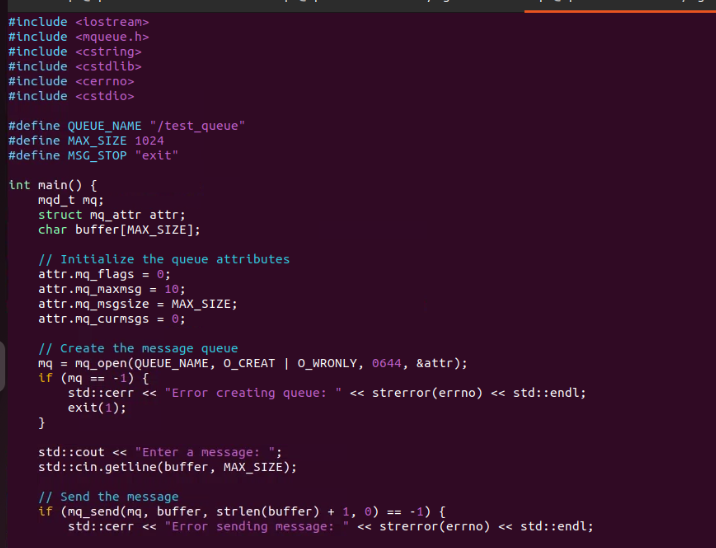 #include <iostream>
#include <mqueue.h>
#include <cstring>
#include <cstdlib>
#include <cerrno>
#include <cstdio>

#define QUEUE_NAME "/test_queue"
#define MAX_SIZE 1024
#define MSG_STOP "exit"

int main() {
    mqd_t mq;
    struct mq_attr attr;
    char buffer[MAX_SIZE];

    // Initialize the queue attributes
    attr.mq_flags = 0;
    attr.mq_maxmsg = 10;
    attr.mq_msgsize = MAX_SIZE;
    attr.mq_curmsgs = 0;

    // Create the message queue
    mq = mq_open(QUEUE_NAME, O_CREAT | O_WRONLY, 0644, &attr);
    if (mq == -1) {
        std::cerr << "Error creating queue: " << strerror(errno) << std::endl;
        exit(1);
    }

    std::cout << "Enter a message: ";
    std::cin.getline(buffer, MAX_SIZE);

    // Send the message
    if (mq_send(mq, buffer, strlen(buffer) + 1, 0) == -1) {
        std::cerr << "Error sending message: " << strerror(errno) << std::endl;